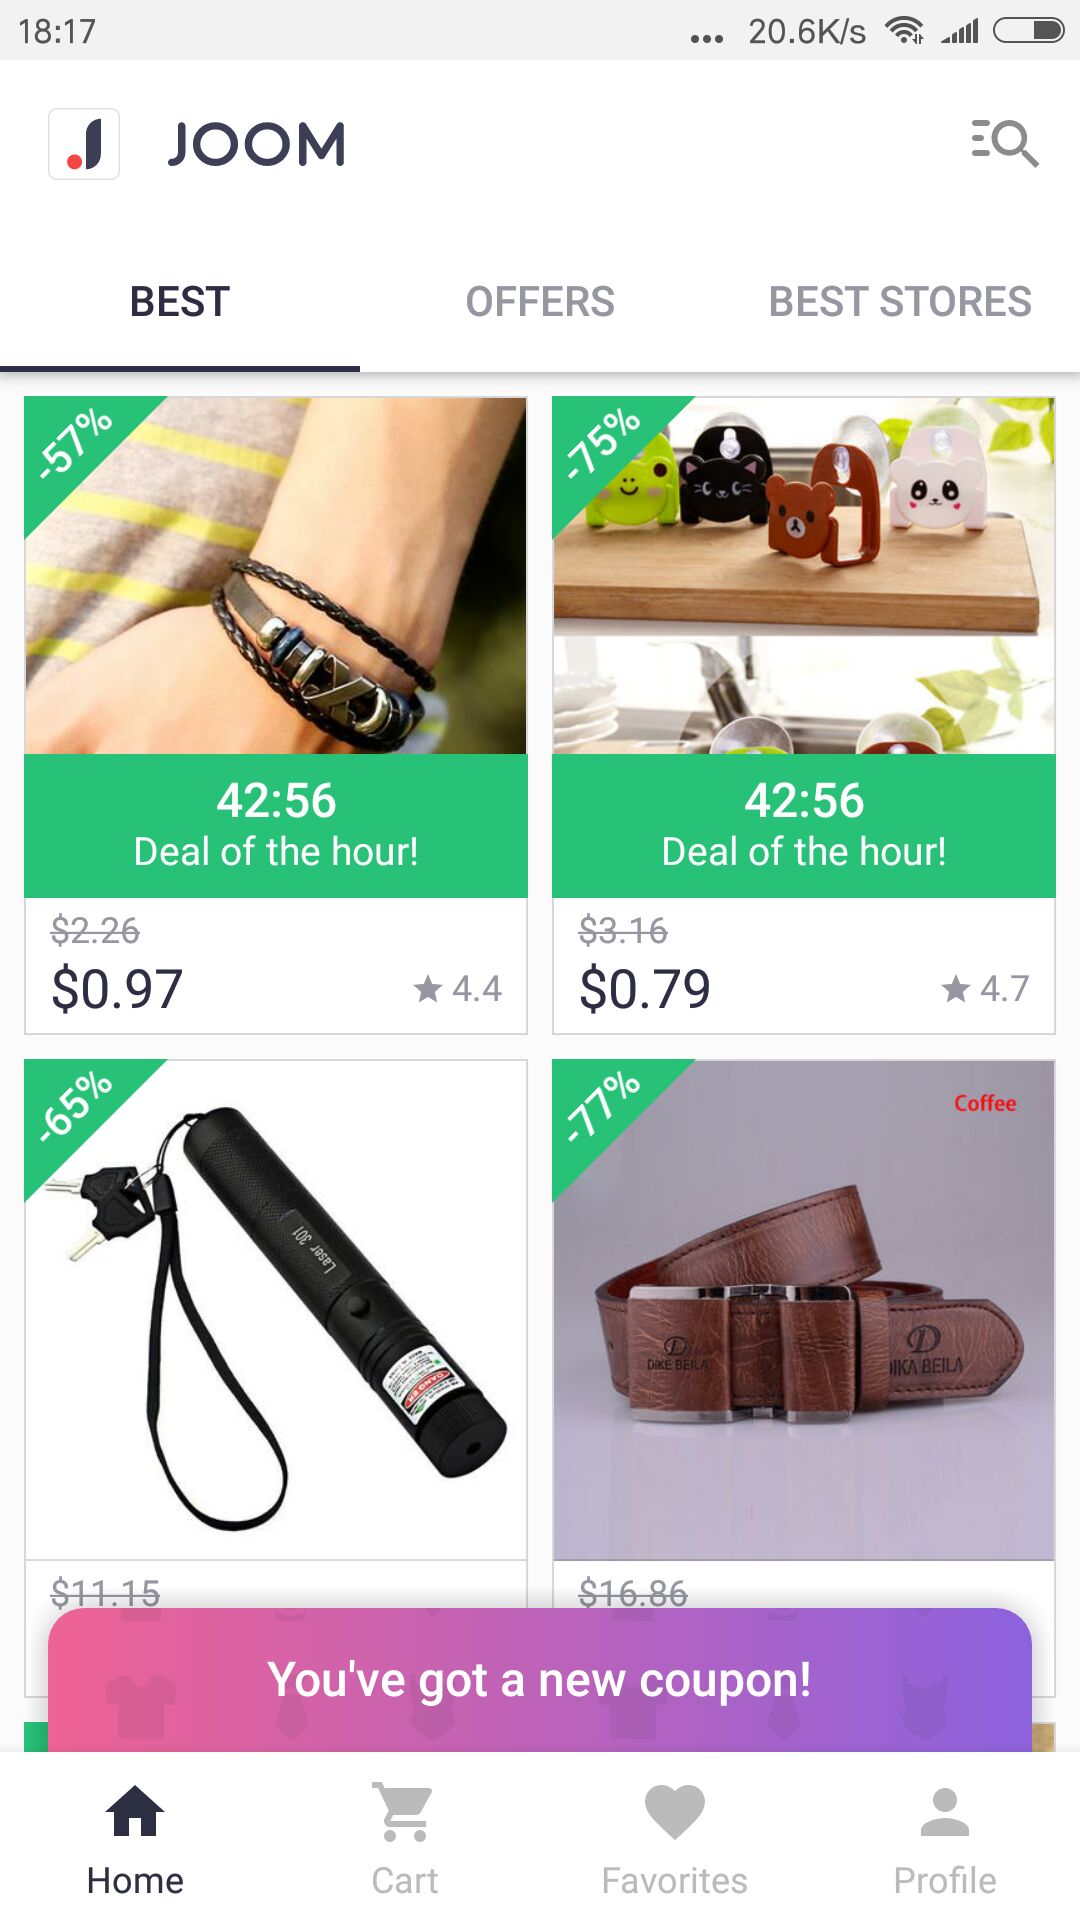 18:17
... 20.6K/s
JOOM
BEST
OFFERS
BEST STORES
-57%
-75%
42:56
Deal of the hour!
42:56
Deal of the hour!
$2.26
$0.97
4.4
$3.16
$0.79
4.7
-65%
Laser 301
DANGER
-77%
Coffee
D
DIKE BEILA
D
DIKA BEILA
$11.15
$16.86
You've got a new coupon!
Home
Cart
Favorites
Profile